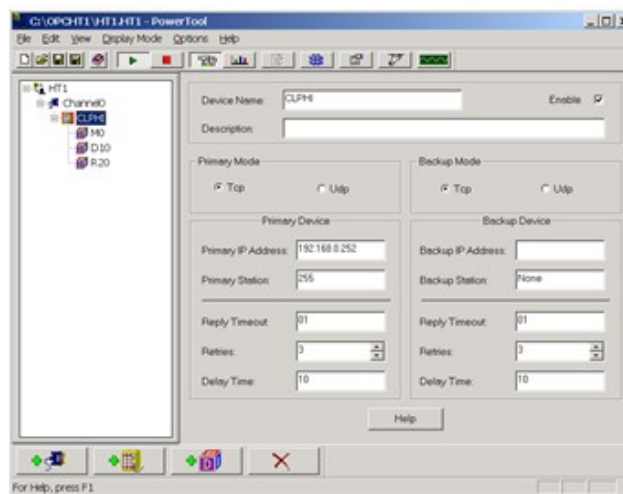 C:\OPCHT1\HT1.HT1 - PowerTool
File Edit View Display Mode Options Help
HT1
Channel0
CLPHI
M0
D10
R20
Device Name: CLPHI Enable
Description:
Primary Mode
Tcp Udp
Backup Mode
Tcp Udp
Primary Device
Primary IP Address: 192.168.0.252
Primary Station: 255
Reply Timeout: 01
Retries: 3
Delay Time: 10
Backup Device
Backup IP Address:
Backup Station: None
Reply Timeout: 01
Retries: 3
Delay Time: 10
Help
For Help, press F1